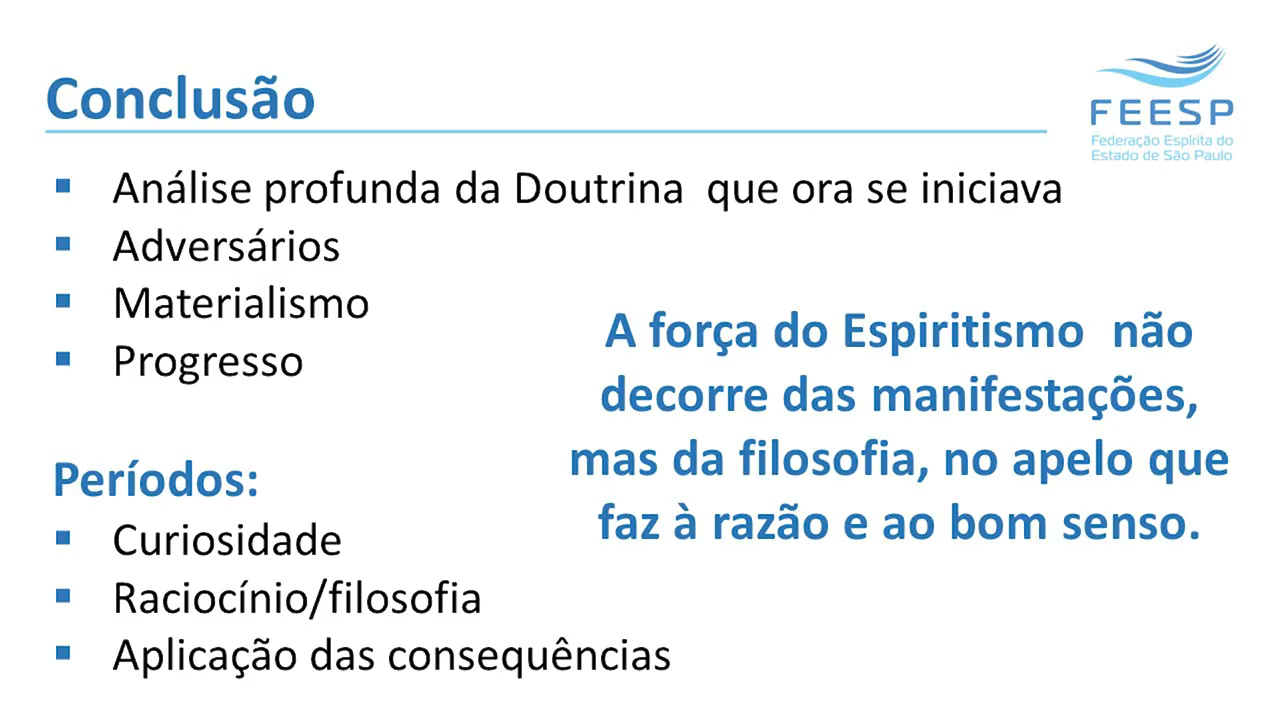 Conclusão
FEESP
Federação Espírita do
Estado de São Paulo
Análise profunda da Doutrina que ora se iniciava
Adversários
Materialismo
Progresso
A força do Espiritismo não
decorre das manifestações,
mas da filosofia, no apelo que
faz à razão e ao bom senso.
Períodos:
Curiosidade
Raciocínio/filosofia
Aplicação das consequências